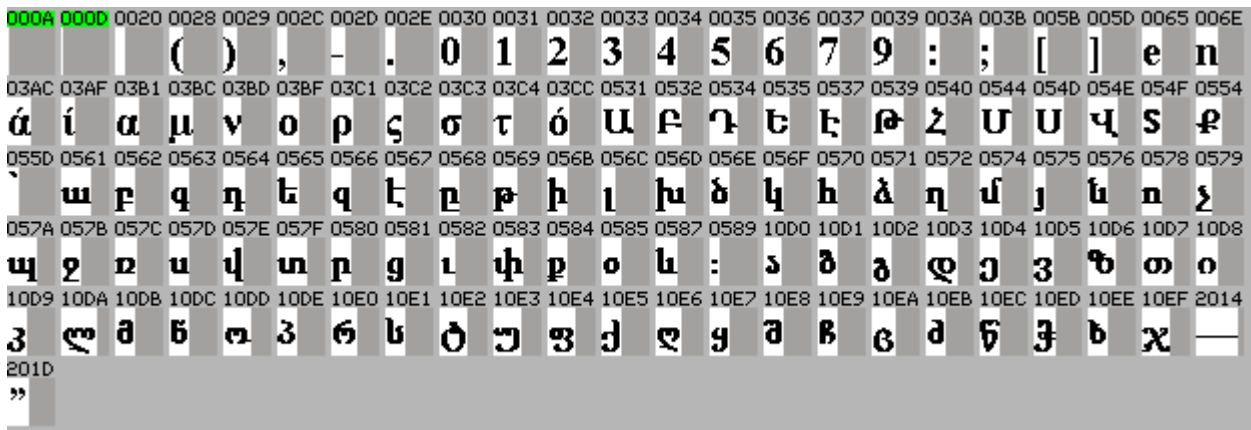 000A 000D 0020 0028 0029 002C 002D 002E 0030 0031 0032 0033 0034 0035 0036 0037 0039 003A 003B 005B 005D 0065 006E
( ) , - . 0 1 2 3 4 5 6 7 9 : ; [ ] e n
03AC 03AF 03B1 03BC 03BD 03BF 03C1 03C2 03C3 03C4 03CC 0531 0532 0534 0535 0537 0539 0540 0544 054D 054E 054F 0554
ά ί α μ ν ο ρ ς σ τ ό Ա Բ Դ Ե Է Թ Հ Մ Ս Վ Տ Ք
055D 0561 0562 0563 0564 0565 0566 0567 0568 0569 056B 056C 056D 056E 056F 0570 0571 0572 0574 0575 0576 0578 0579
՝ ա բ գ դ ե զ է ը թ ի լ խ ծ կ հ ձ ղ մ յ ն ո չ
057A 057B 057C 057D 057E 057F 0580 0581 0582 0583 0584 0585 0587 0589 10D0 10D1 10D2 10D3 10D4 10D5 10D6 10D7 10D8
պ ջ ռ ս վ տ ր ց ւ փ ք օ և ։ ა ბ გ დ ე ვ ზ თ ი
10D9 10DA 10DB 10DC 10DD 10DE 10E0 10E1 10E2 10E3 10E4 10E5 10E6 10E7 10E8 10E9 10EA 10EB 10EC 10ED 10EE 10EF 2014
კ ლ მ ნ ო პ რ ს ტ უ ფ ქ ღ ყ შ ჩ ც ძ წ ჭ ხ ჯ —
201D
”